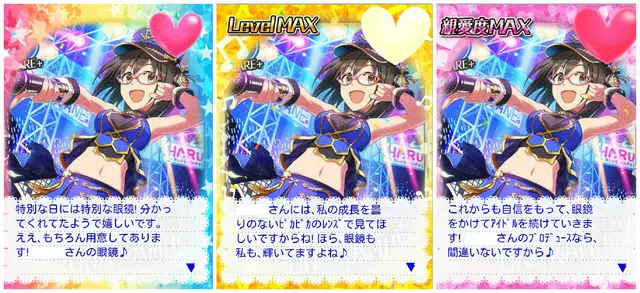 ARE+
HARU
特別な日には特別な眼鏡! 分かっ
てくれてたようで嬉しいです。
ええ、もちろん用意してありま
す! さんの眼鏡♪
Level MAX
ARE+
HARU
さんには、私の成長を曇
りのないﾋﾟｶﾋﾟｶのﾚﾝｽﾞで見てほ
しいですからね! ほら、眼鏡も
私も、輝いてますよね♪
親愛度MAX
ARE+
HARU
これからも自信をもって、眼鏡
をかけてｱｲﾄﾞﾙを続けていきま
す! さんのﾌﾟﾛﾃﾞｭｰｽなら、
間違いないですから♪